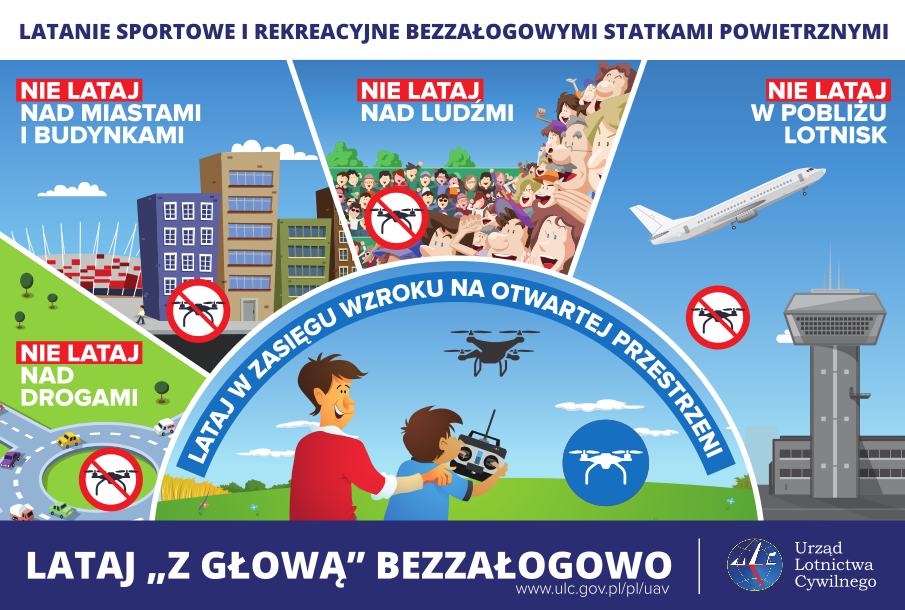 LATANIE SPORTOWE I REKREACYJNE BEZZAŁOGOWYMI STATKAMI POWIETRZNYMI
NIE LATAJ
NAD MIASTAMI
I BUDYNKAMI
NIE LATAJ
NAD LUDŹMI
NIE LATAJ
W POBLIŻU
LOTNISK
NIE LATAJ
NAD
DROGAMI
LATAJ W ZASIĘGU WZROKU NA OTWARTEJ PRZESTRZENI
LATAJ „Z GŁOWĄ” BEZZAŁOGOWO
www.ulc.gov.pl/pl/uav
Urząd
Lotnictwa
Cywilnego